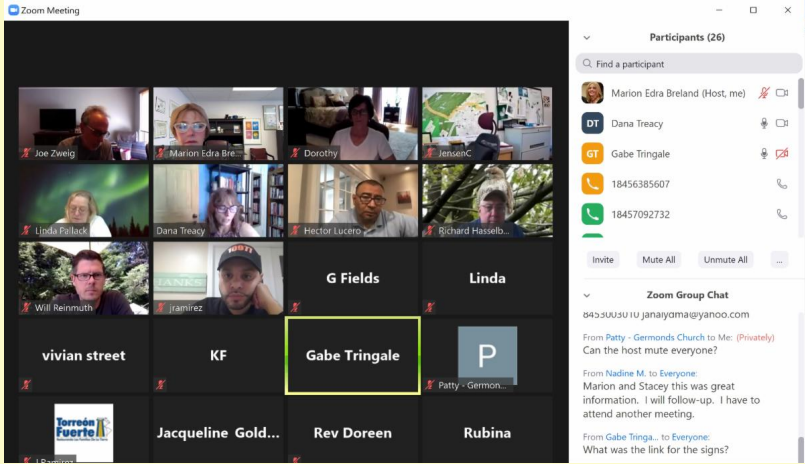 Zoom Meeting
Joe Zweig
Marion Edra Bre...
Dorothy
JensenC
Linda Pallack
Dana Treacy
Hector Lucero
Richard Hasselb...
Will Reinmuth
jramirez
G Fields
Linda
vivian street
KF
Gabe Tringale
P
Patty - Germon...
Torreón
Fuerte
J Ramirez
Jacqueline Gold...
Rev Doreen
Rubina
Participants (26)
Find a participant
Marion Edra Breland (Host, me)
DT
Dana Treacy
GT
Gabe Tringale
18456385607
18457092732
Invite
Mute All
Unmute All
...
Zoom Group Chat
8453003010 janaiydma@yahoo.com
From Patty - Germonds Church to Me: (Privately)
Can the host mute everyone?
From Nadine M. to Everyone:
Marion and Stacey this was great
information. I will follow-up. I have to
attend another meeting.
From Gabe Tringa... to Everyone:
What was the link for the signs?